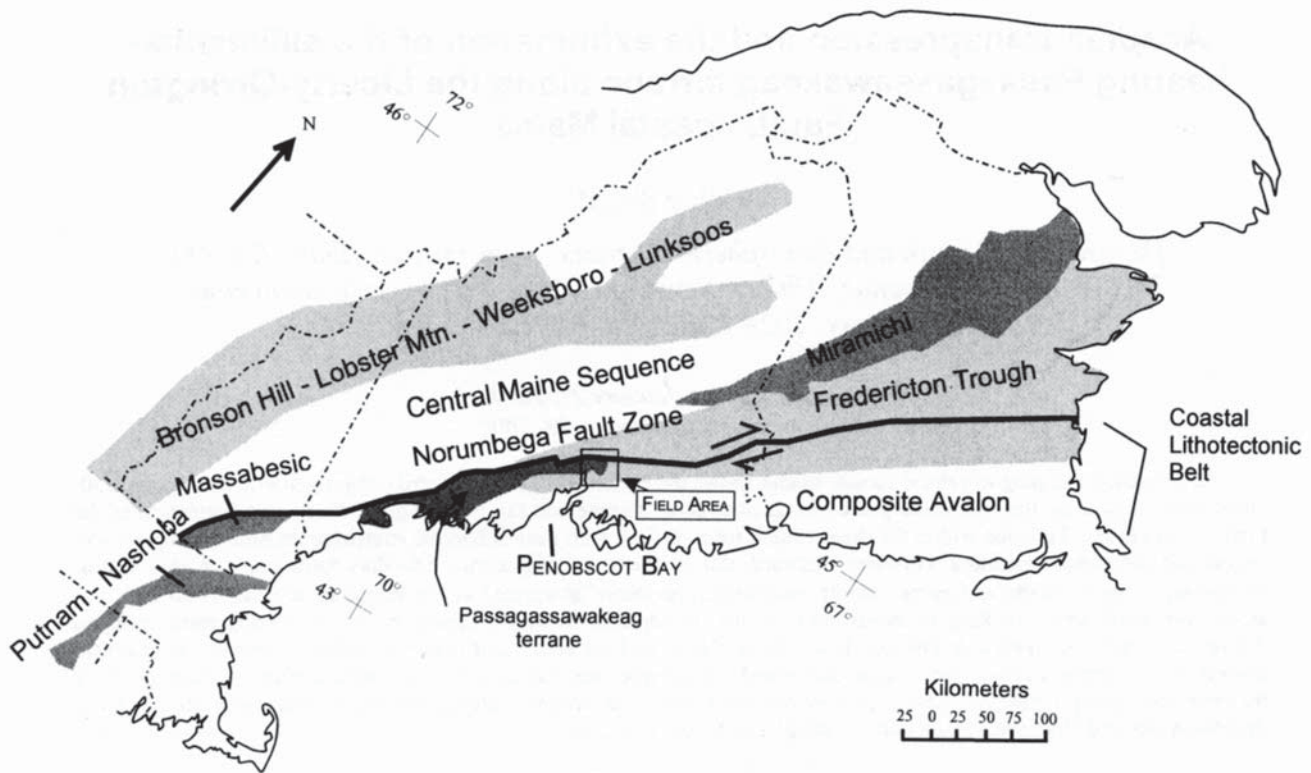 72°
46°
N
Bronson Hill - Lobster Mtn. - Weeksboro - Lunksoos
Miramichi
Central Maine Sequence
Fredericton Trough
Norumbega Fault Zone
Coastal
Lithotectonic
Belt
Massabesic
FIELD AREA
Composite Avalon
Putnam - Nashoba
PENOBSCOT BAY
70°
43°
45°
67°
Passagassawakeag
terrane
Kilometers
25 0 25 50 75 100